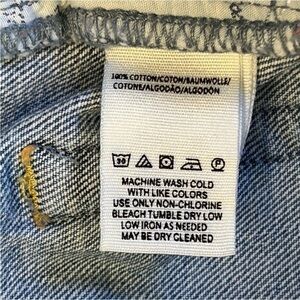 100% COTTON/COTON/BAUMWOLLE/
COTONE/ALGODÃO/ALGODÓN
30
P
MACHINE WASH COLD
WITH LIKE COLORS
USE ONLY NON-CHLORINE
BLEACH TUMBLE DRY LOW
LOW IRON AS NEEDED
MAY BE DRY CLEANED